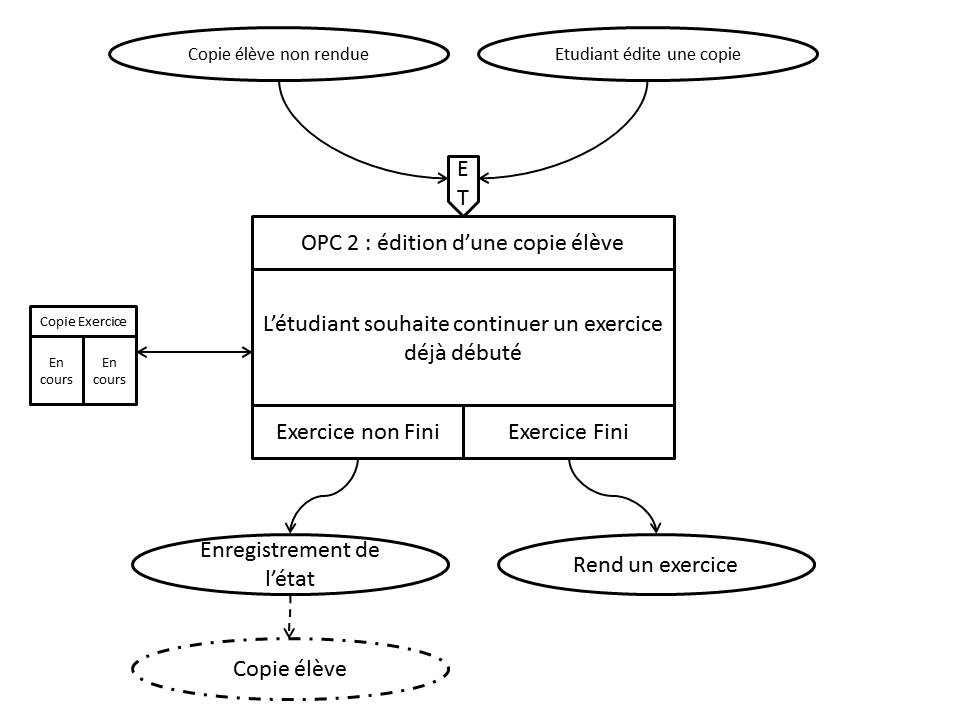 Copie élève non rendue
Etudiant édite une copie
E
T
OPC 2 : édition d’une copie élève
L’étudiant souhaite continuer un exercice
déjà débuté
Copie Exercice
En
cours
En
cours
Exercice non Fini
Exercice Fini
Enregistrement de
l’état
Rend un exercice
Copie élève